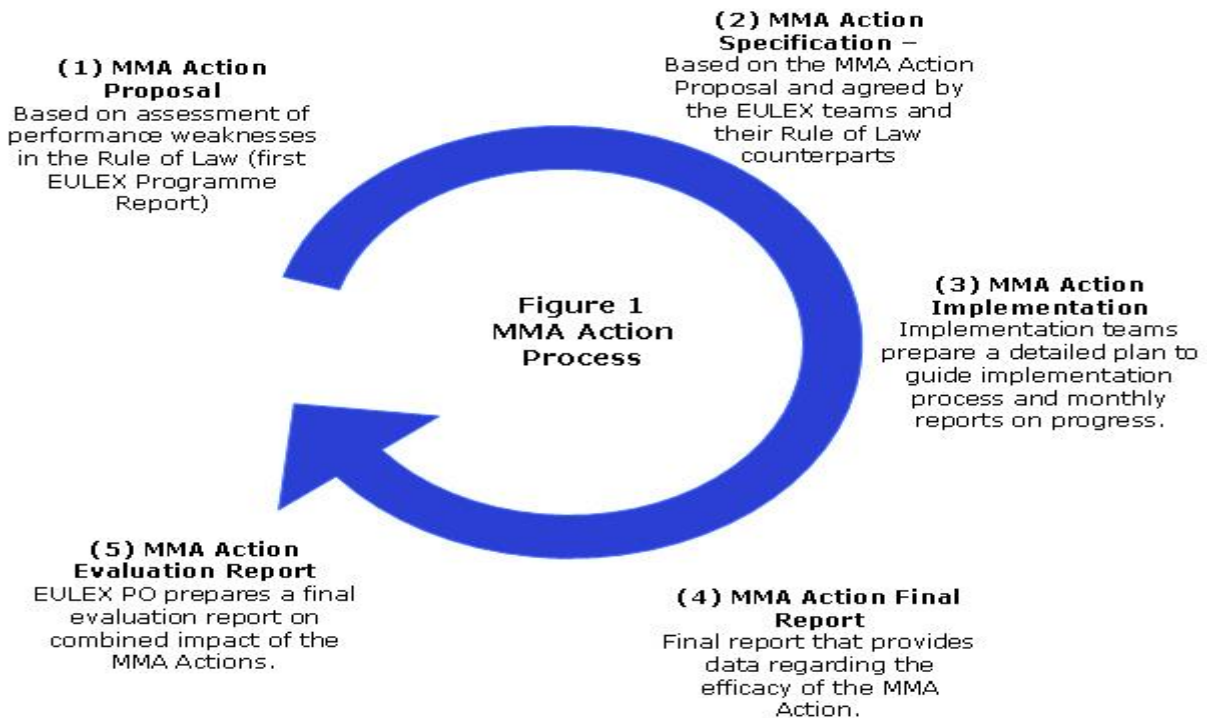 (1) MMA Action
Proposal
Based on assessment of
performance weaknesses
in the Rule of Law (first
EULEX Programme
Report)
(2) MMA Action
Specification –
Based on the MMA Action
Proposal and agreed by
the EULEX teams and
their Rule of Law
counterparts
(3) MMA Action
Implementation
Implementation teams
prepare a detailed plan to
guide implementation
process and monthly
reports on progress.
(4) MMA Action Final
Report
Final report that provides
data regarding the
efficacy of the MMA
Action.
(5) MMA Action
Evaluation Report
EULEX PO prepares a final
evaluation report on
combined impact of the
MMA Actions.
Figure 1
MMA Action
Process